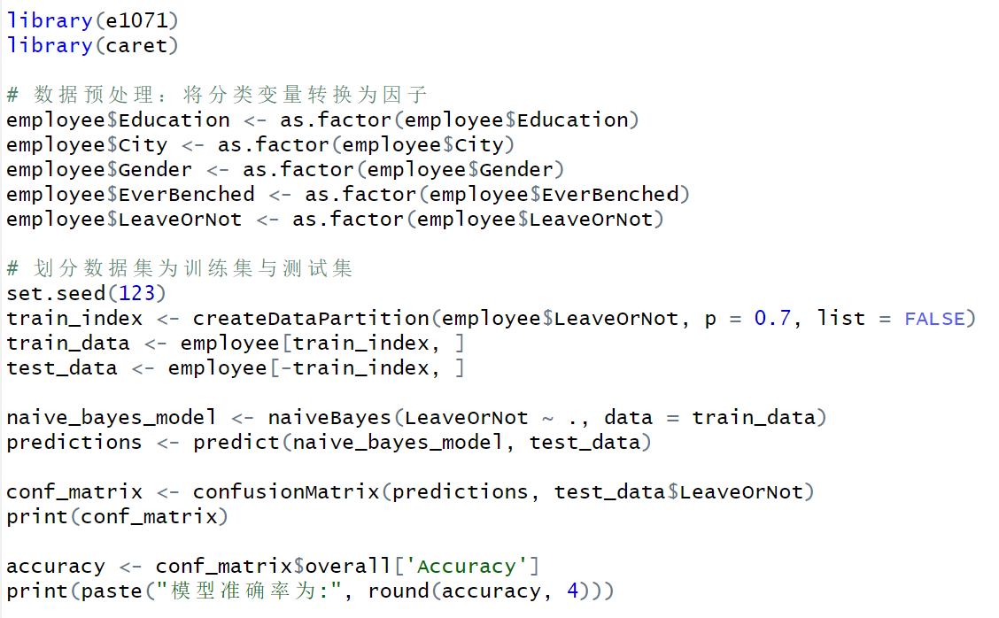 library(e1071)
library(caret)
# 数据预处理：将分类变量转换为因子
employee$Education <- as.factor(employee$Education)
employee$City <- as.factor(employee$City)
employee$Gender <- as.factor(employee$Gender)
employee$EverBenched <- as.factor(employee$EverBenched)
employee$LeaveOrNot <- as.factor(employee$LeaveOrNot)
# 划分数据集为训练集与测试集
set.seed(123)
train_index <- createDataPartition(employee$LeaveOrNot, p = 0.7, list = FALSE)
train_data <- employee[train_index, ]
test_data <- employee[-train_index, ]
naive_bayes_model <- naiveBayes(LeaveOrNot ~ ., data = train_data)
predictions <- predict(naive_bayes_model, test_data)
conf_matrix <- confusionMatrix(predictions, test_data$LeaveOrNot)
print(conf_matrix)
accuracy <- conf_matrix$overall['Accuracy']
print(paste("模型准确率为:", round(accuracy, 4)))